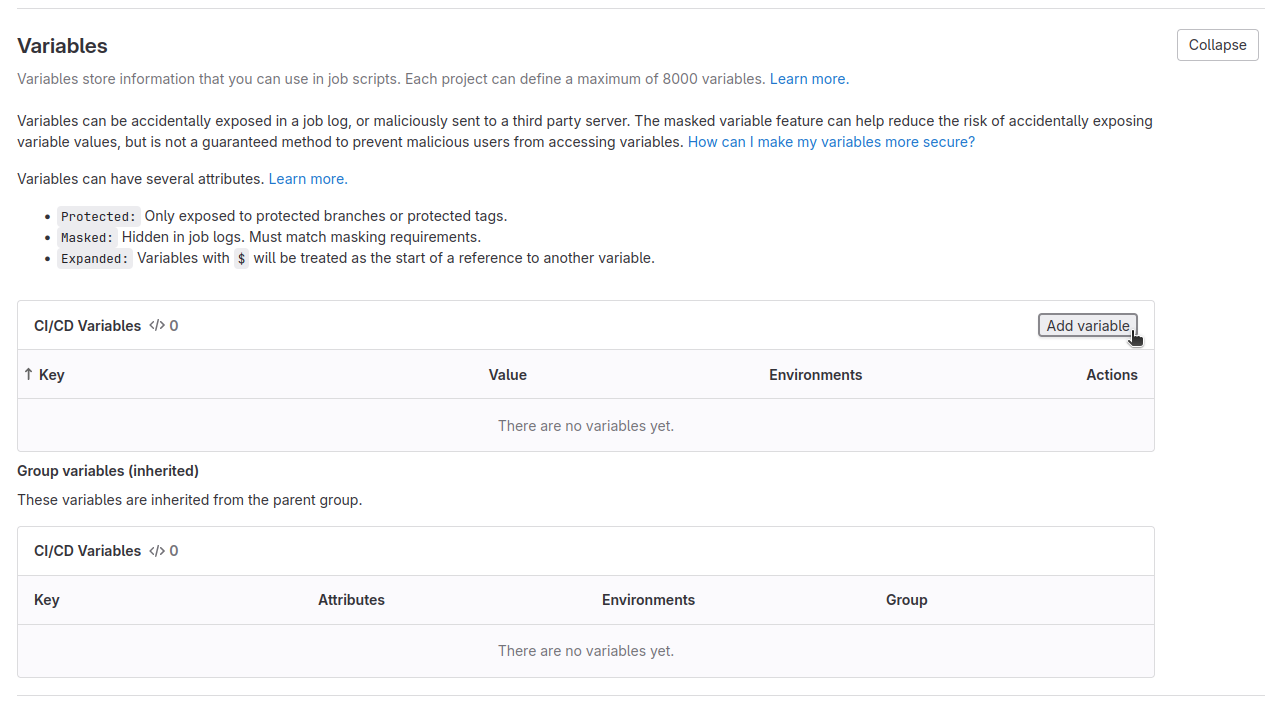 Variables
Collapse
Variables store information that you can use in job scripts. Each project can define a maximum of 8000 variables. Learn more.
Variables can be accidentally exposed in a job log, or maliciously sent to a third party server. The masked variable feature can help reduce the risk of accidentally exposing
variable values, but is not a guaranteed method to prevent malicious users from accessing variables. How can I make my variables more secure?
Variables can have several attributes. Learn more.
• Protected: Only exposed to protected branches or protected tags.
• Masked: Hidden in job logs. Must match masking requirements.
• Expanded: Variables with $ will be treated as the start of a reference to another variable.
CI/CD Variables </> 0 Add variable
↑ Key Value Environments Actions
There are no variables yet.
Group variables (inherited)
These variables are inherited from the parent group.
CI/CD Variables </> 0
Key Attributes Environments Group
There are no variables yet.